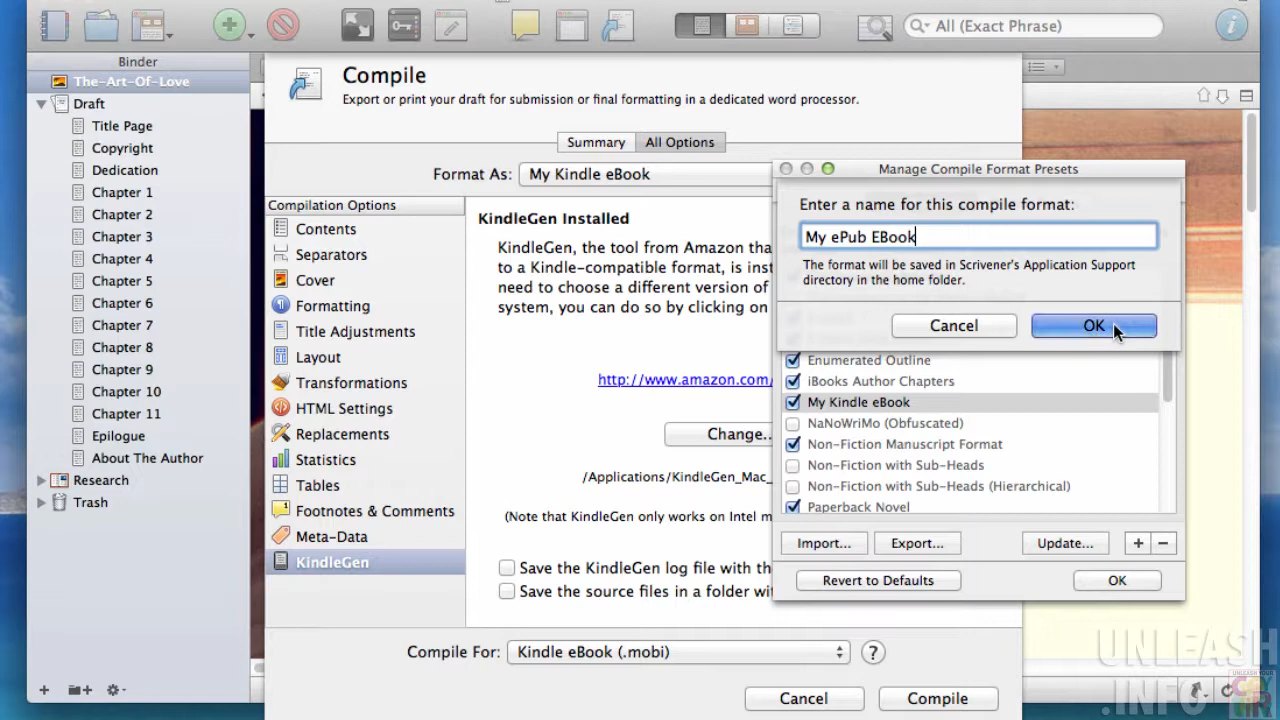 All (Exact Phrase)
Binder
The-Art-Of-Love
Draft
Title Page
Copyright
Dedication
Chapter 1
Chapter 2
Chapter 3
Chapter 4
Chapter 5
Chapter 6
Chapter 7
Chapter 8
Chapter 9
Chapter 10
Chapter 11
Epilogue
About The Author
Research
Trash
Compile
Export or print your draft for submission or final formatting in a dedicated word processor.
Summary
All Options
Format As:
My Kindle eBook
Compilation Options
Contents
Separators
Cover
Formatting
Title Adjustments
Layout
Transformations
HTML Settings
Replacements
Statistics
Tables
Footnotes & Comments
Meta-Data
KindleGen
KindleGen Installed
KindleGen, the tool from Amazon tha
to a Kindle-compatible format, is inst
need to choose a different version of
system, you can do so by clicking on
http://www.amazon.com/
Change..
/Applications/KindleGen_Mac_
(Note that KindleGen only works on Intel m
Save the KindleGen log file with the
Save the source files in a folder wit
Compile For:
Kindle eBook (.mobi)
?
Cancel
Compile
Manage Compile Format Presets
Enter a name for this compile format:
My ePub EBook
The format will be saved in Scrivener's Application Support
directory in the home folder.
Cancel
OK
Enumerated Outline
iBooks Author Chapters
My Kindle eBook
NaNoWriMo (Obfuscated)
Non-Fiction Manuscript Format
Non-Fiction with Sub-Heads
Non-Fiction with Sub-Heads (Hierarchical)
Paperback Novel
Import...
Export...
Update...
Revert to Defaults
OK
UNLEASH
.INFO